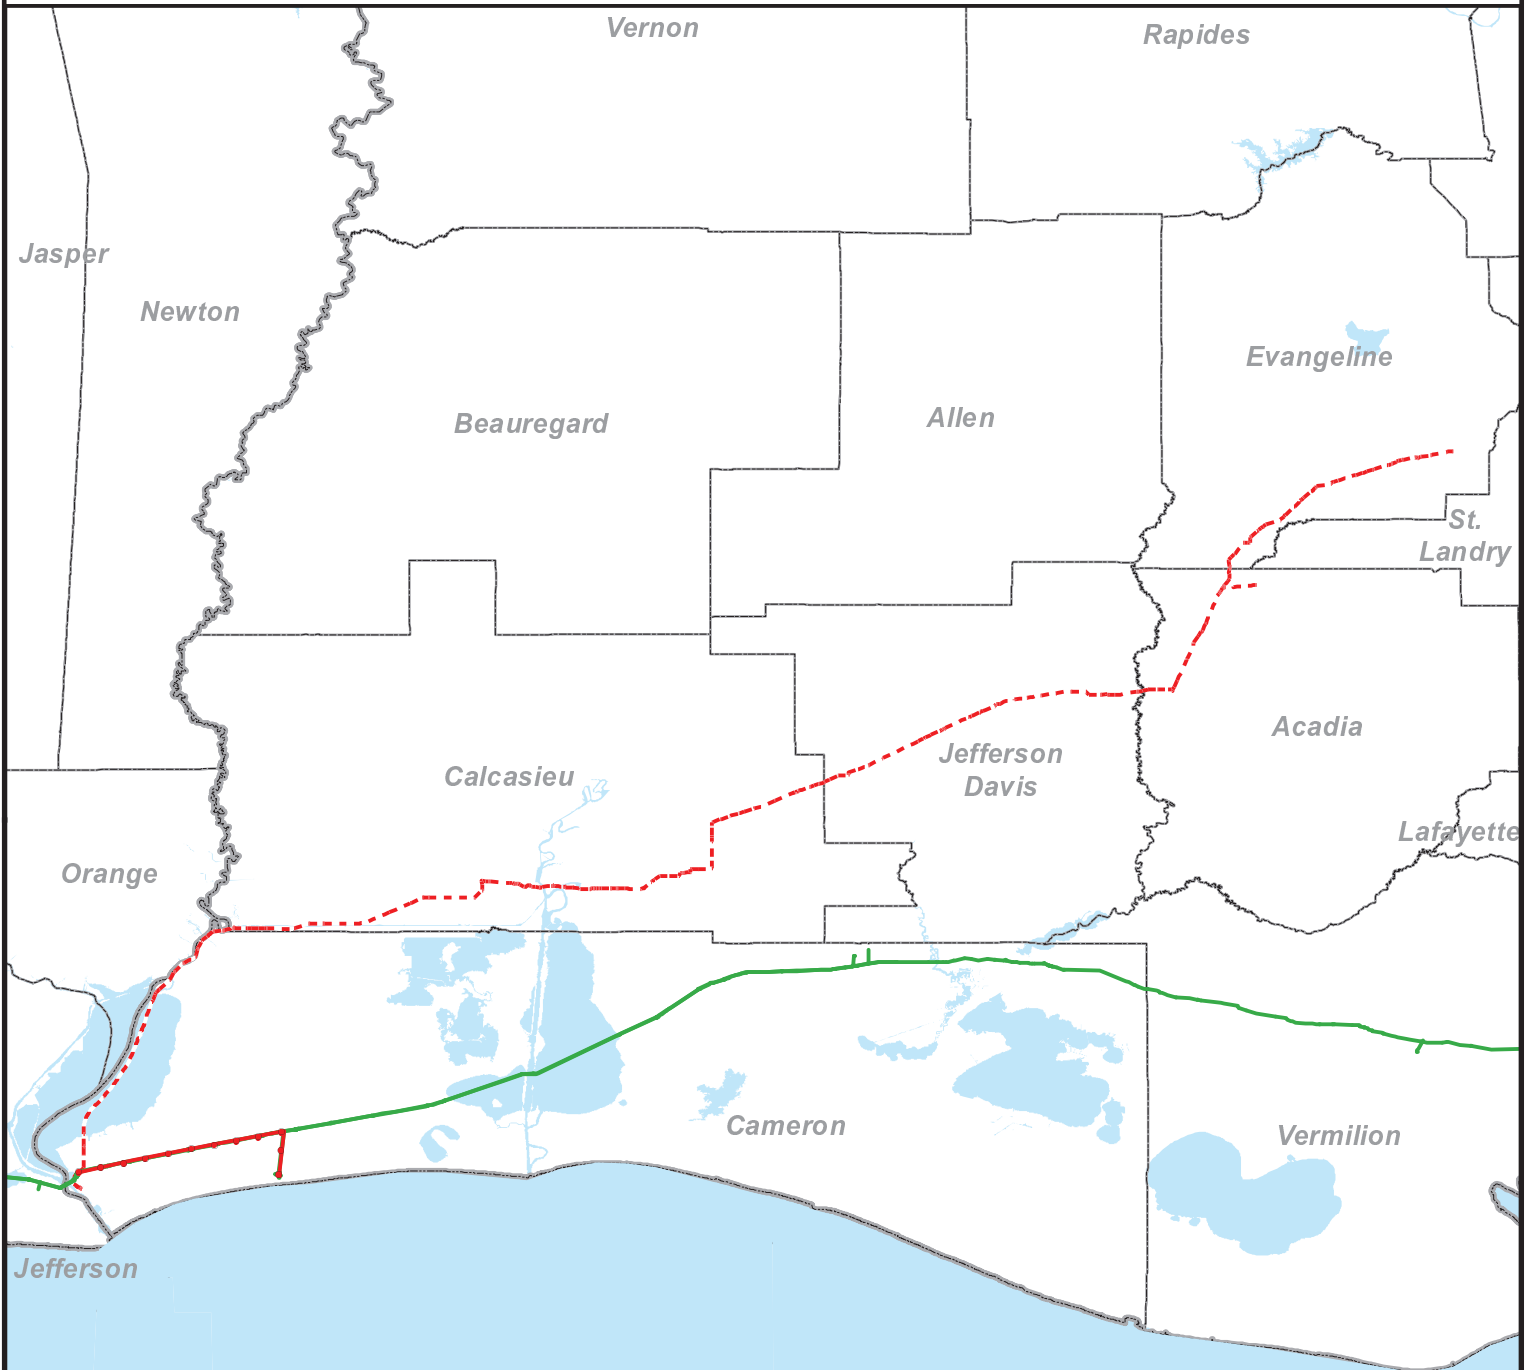 Vernon
Rapides
Jasper
Newton
Evangeline
Beauregard
Allen
St.
Landry
Acadia
Jefferson
Davis
Calcasieu
Lafayette
Orange
Cameron
Vermilion
Jefferson